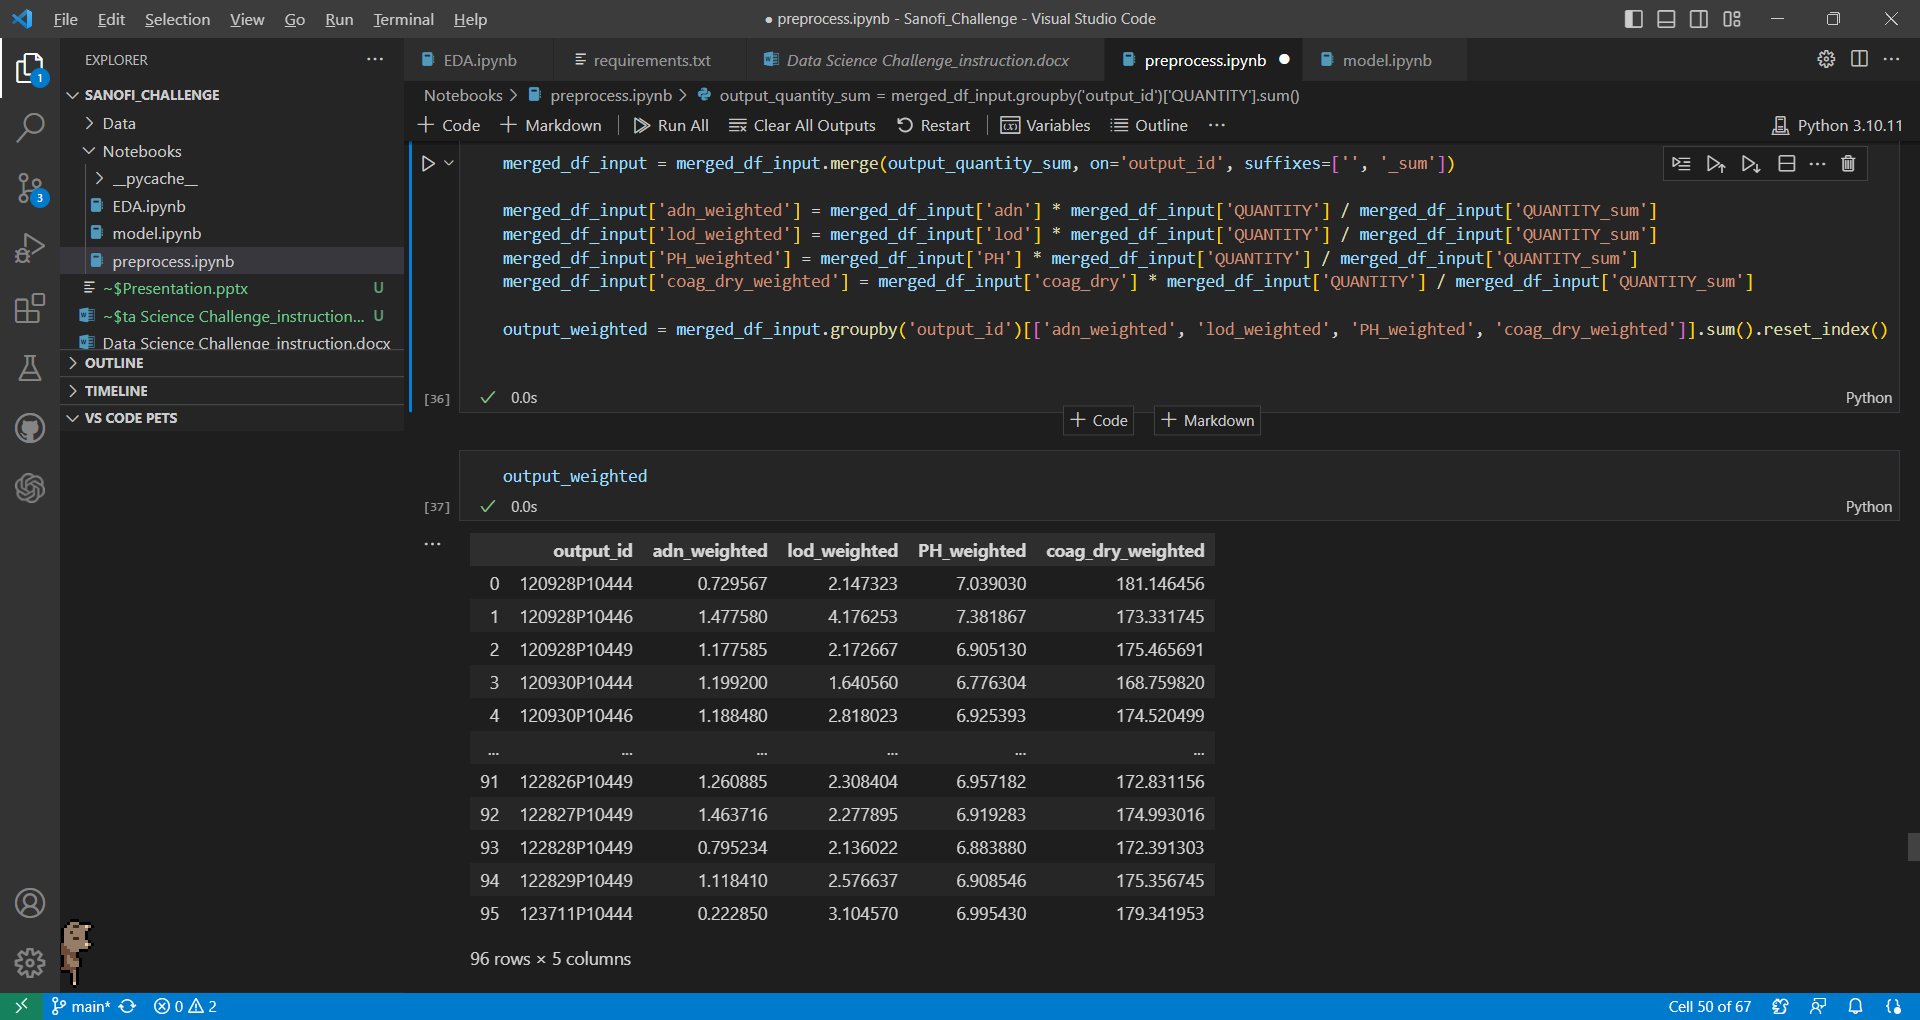 File Edit Selection View Go Run Terminal Help
● preprocess.ipynb - Sanofi_Challenge - Visual Studio Code
EXPLORER
EDA.ipynb
requirements.txt
Data Science Challenge_instruction.docx
preprocess.ipynb
model.ipynb
1
SANOFI_CHALLENGE
Notebooks > preprocess.ipynb > output_quantity_sum = merged_df_input.groupby('output_id')['QUANTITY'].sum()
Data
+ Code + Markdown Run All Clear All Outputs Restart Variables Outline ...
Python 3.10.11
Notebooks
__pycache__
3
EDA.ipynb
model.ipynb
preprocess.ipynb
~$Presentation.pptx U
~$ta Science Challenge_instruction... U
Data Science Challenge_instruction.docx
OUTLINE
TIMELINE
VS CODE PETS
merged_df_input = merged_df_input.merge(output_quantity_sum, on='output_id', suffixes=['', '_sum'])
merged_df_input['adn_weighted'] = merged_df_input['adn'] * merged_df_input['QUANTITY'] / merged_df_input['QUANTITY_sum']
merged_df_input['lod_weighted'] = merged_df_input['lod'] * merged_df_input['QUANTITY'] / merged_df_input['QUANTITY_sum']
merged_df_input['PH_weighted'] = merged_df_input['PH'] * merged_df_input['QUANTITY'] / merged_df_input['QUANTITY_sum']
merged_df_input['coag_dry_weighted'] = merged_df_input['coag_dry'] * merged_df_input['QUANTITY'] / merged_df_input['QUANTITY_sum']
output_weighted = merged_df_input.groupby('output_id')[['adn_weighted', 'lod_weighted', 'PH_weighted', 'coag_dry_weighted']].sum().reset_index()
[36] 0.0s Python
+ Code + Markdown
output_weighted
[37] 0.0s Python
output_id adn_weighted lod_weighted PH_weighted coag_dry_weighted
0 120928P10444 0.729567 2.147323 7.039030 181.146456
1 120928P10446 1.477580 4.176253 7.381867 173.331745
2 120928P10449 1.177585 2.172667 6.905130 175.465691
3 120930P10444 1.199200 1.640560 6.776304 168.759820
4 120930P10446 1.188480 2.818023 6.925393 174.520499
... ... ... ... ... ...
91 122826P10449 1.260885 2.308404 6.957182 172.831156
92 122827P10449 1.463716 2.277895 6.919283 174.993016
93 122828P10449 0.795234 2.136022 6.883880 172.391303
94 122829P10449 1.118410 2.576637 6.908546 175.356745
95 123711P10444 0.222850 3.104570 6.995430 179.341953
96 rows × 5 columns
main* 0 2
Cell 50 of 67